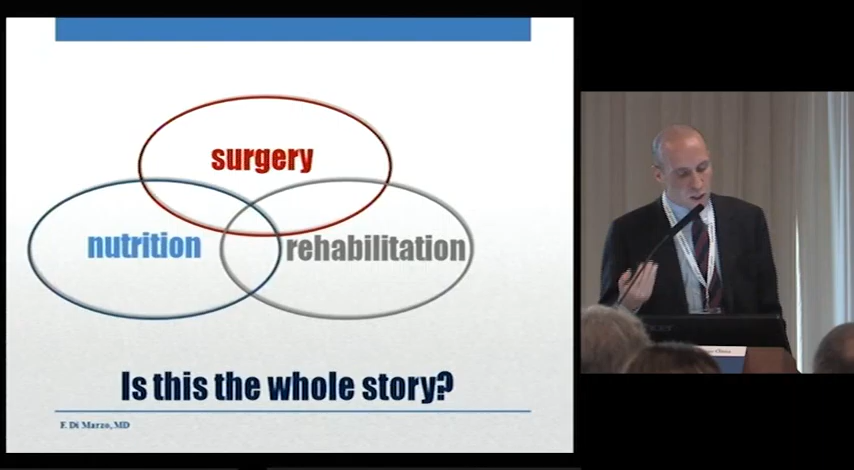 surgery
nutrition
rehabilitation
Is this the whole story?
F. Di Marzo, MD